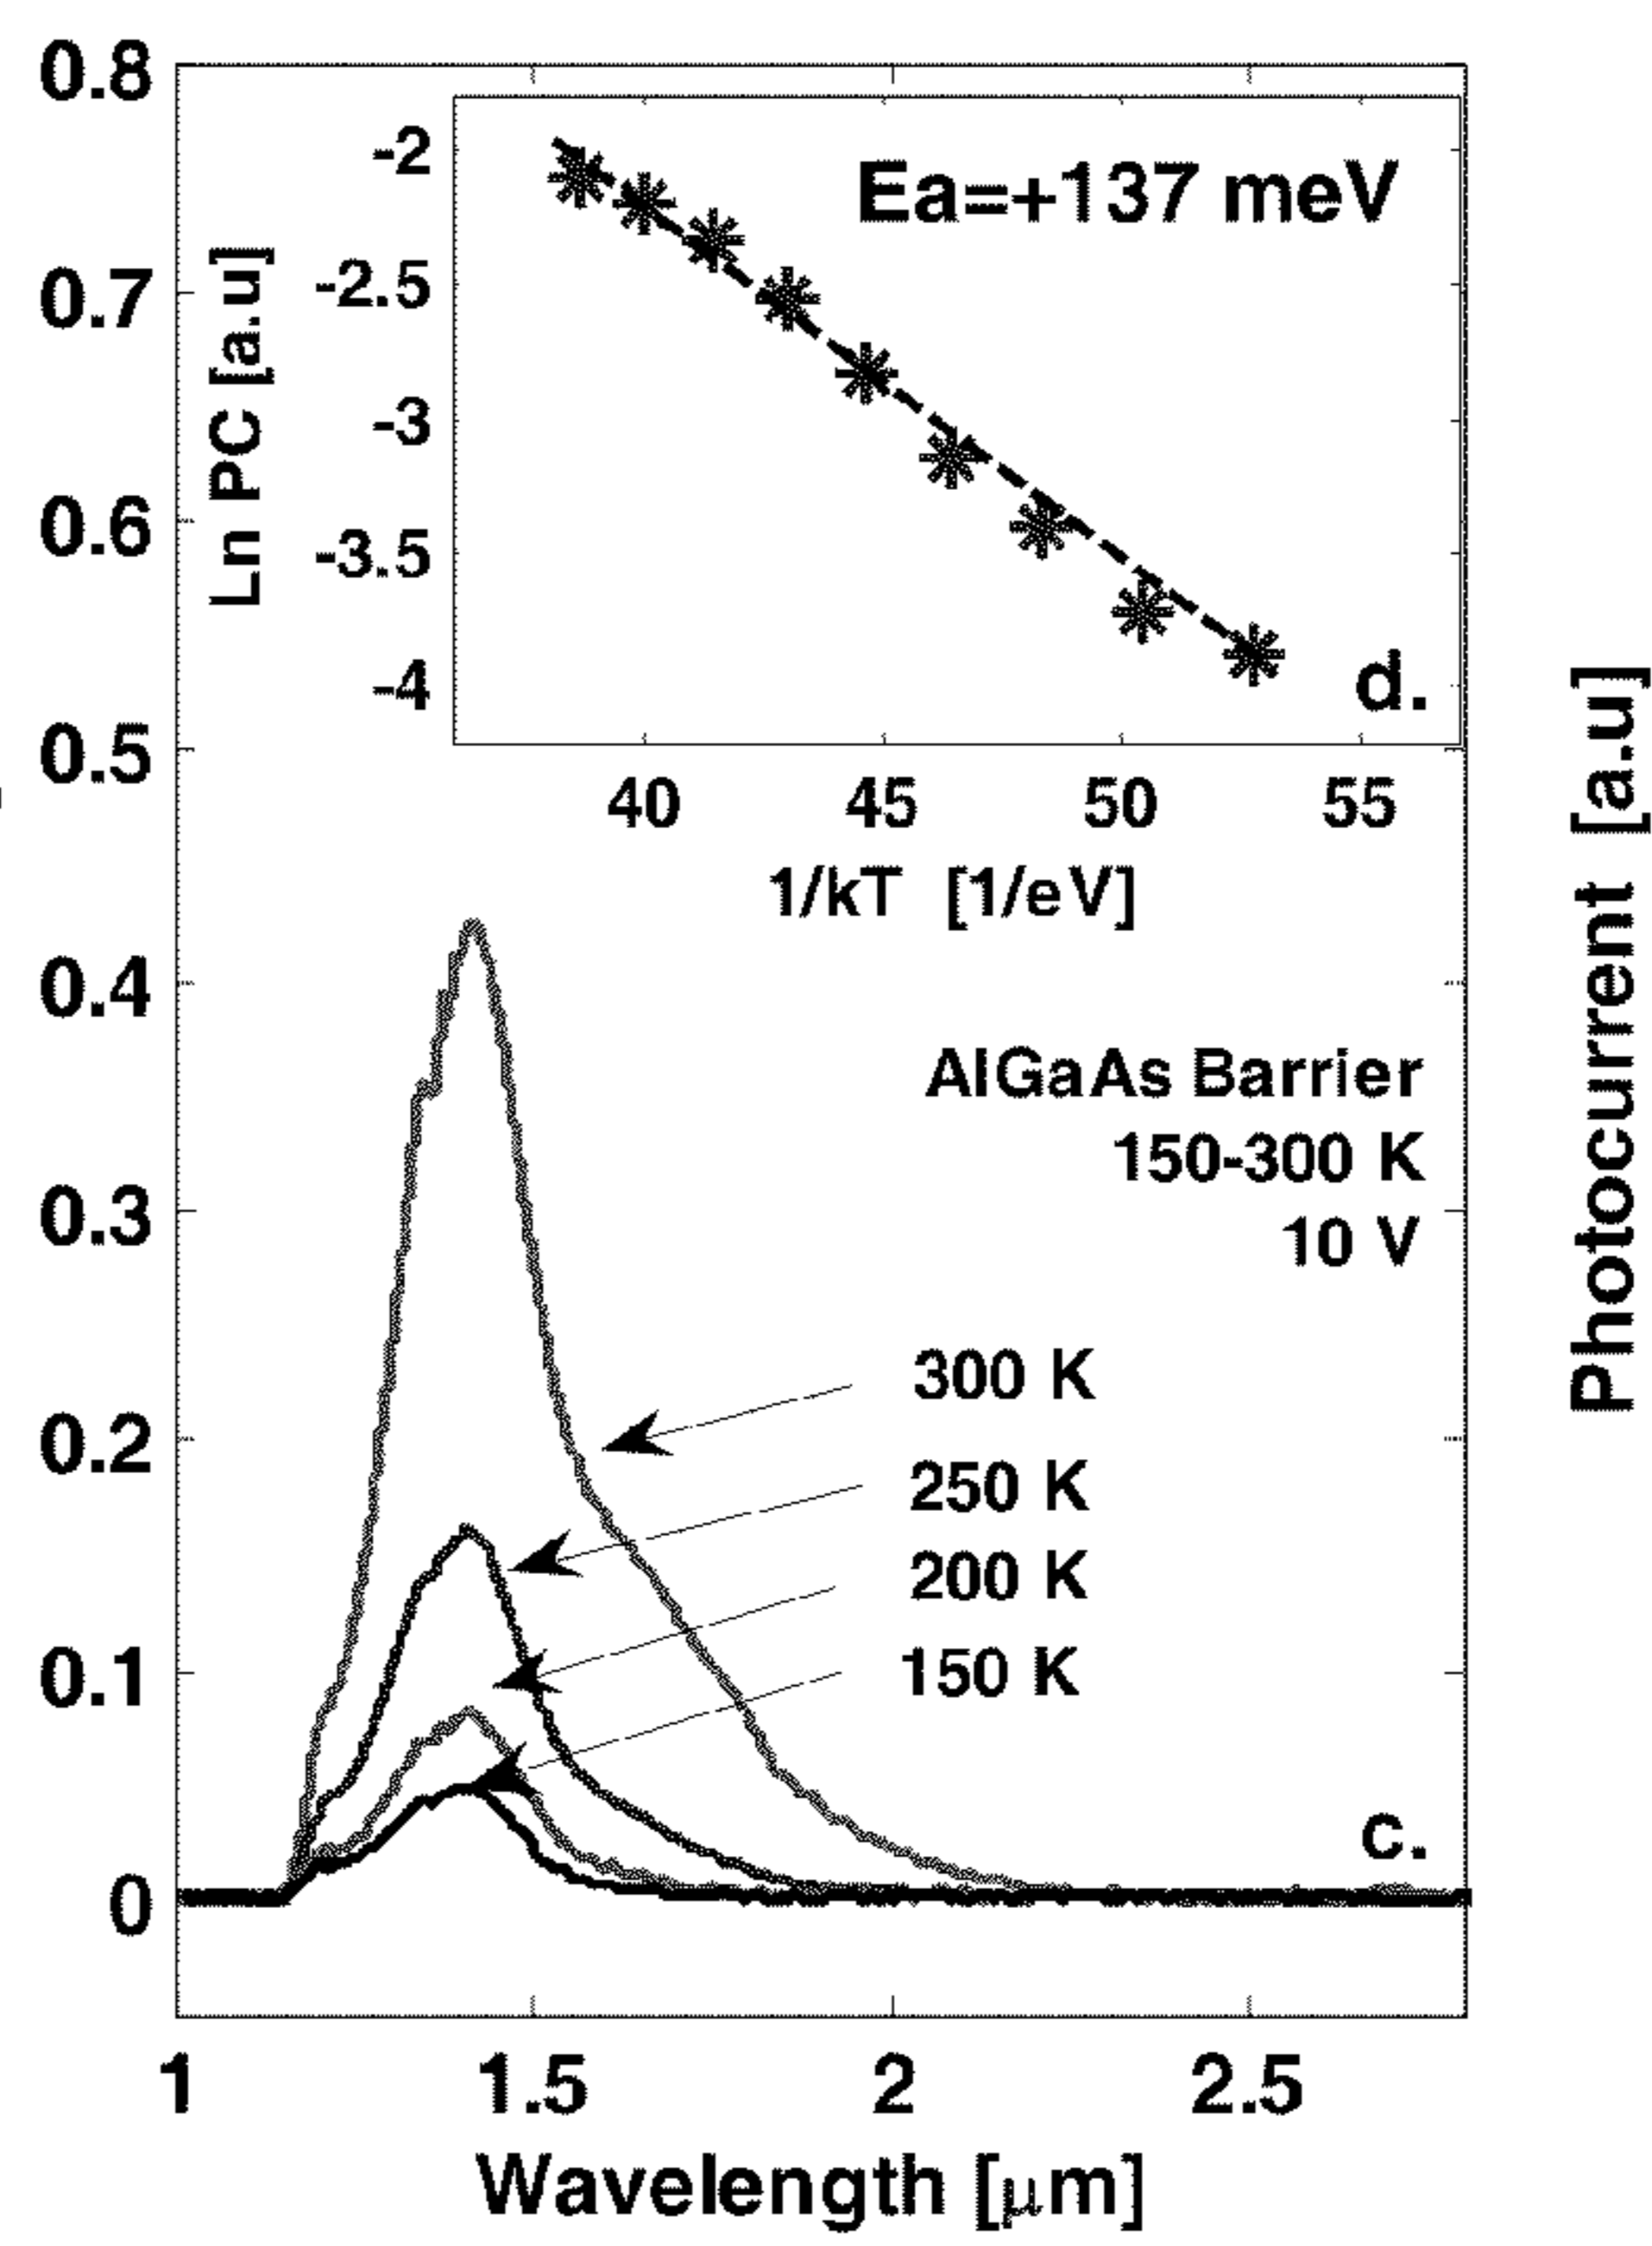 0.8
0.7
0.6
0.5
0.4
0.3
0.2
0.1
0
-2
-2.5
-3
-3.5
-4
Ln PC [a.u]
Ea=+137 meV
d.
40 45 50 55
1/kT [1/eV]
AlGaAs Barrier
150-300 K
10 V
300 K
250 K
200 K
150 K
c.
1 1.5 2 2.5
Wavelength [μm]
Photocurrent [a.u]